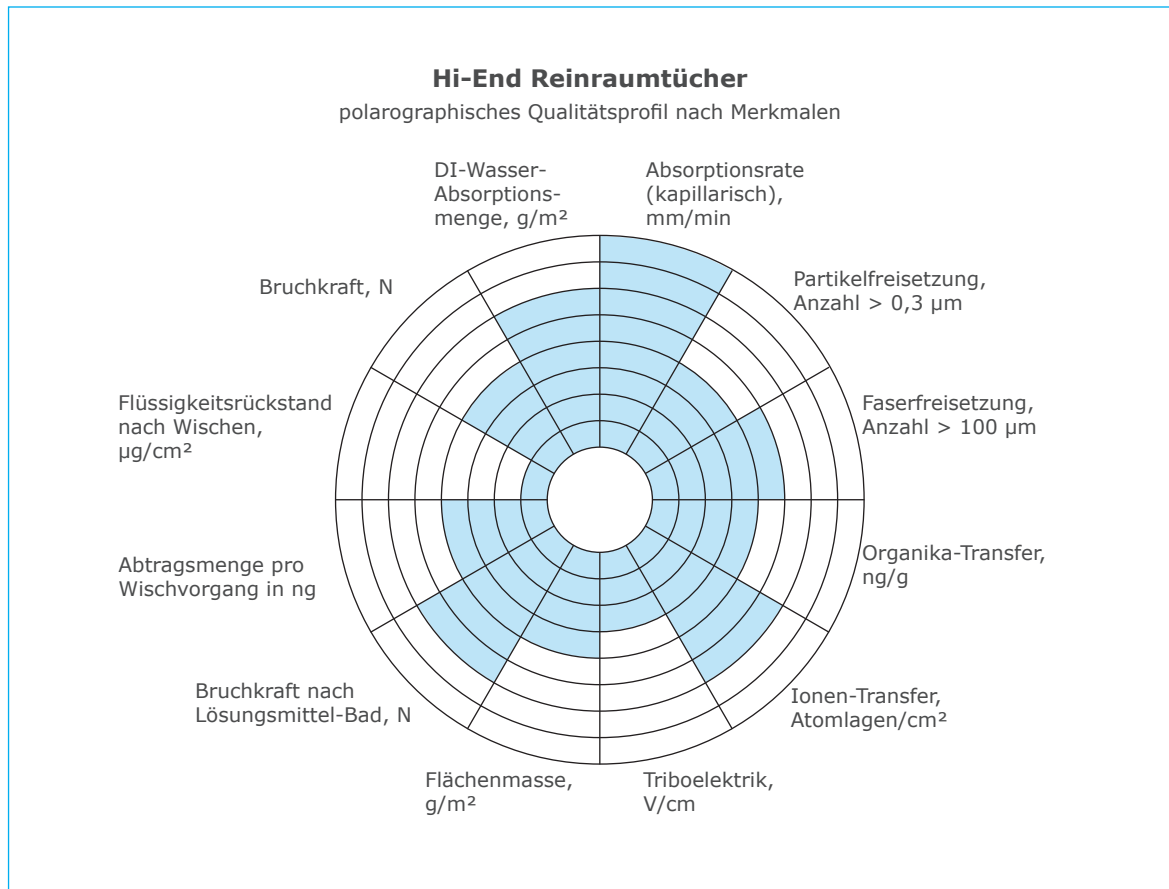 Hi-End Reinraumtücher
polarographisches Qualitätsprofil nach Merkmalen
DI-Wasser-
Absorptions-
menge, g/m²
Absorptionsrate
(kapillarisch),
mm/min
Bruchkraft, N
Partikelfreisetzung,
Anzahl > 0,3 µm
Flüssigkeitsrückstand
nach Wischen,
µg/cm²
Faserfreisetzung,
Anzahl > 100 µm
Abtragsmenge pro
Wischvorgang in ng
Organika-Transfer,
ng/g
Bruchkraft nach
Lösungsmittel-Bad, N
Ionen-Transfer,
Atomlagen/cm²
Flächenmasse,
g/m²
Triboelektrik,
V/cm